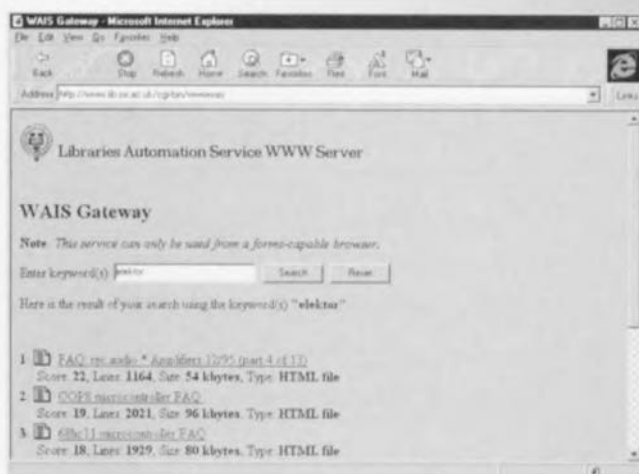 WAIS Gateway - Microsoft Internet Explorer
File Edit View Go Favorites Help
Back Stop Refresh Home Search Favorites Print Font Mail
Address Links
Libraries Automation Service WWW Server
WAIS Gateway
Note: This service can only be used from a forms-capable browser.
Enter keyword(s) elektor Search Reset
Here is the result of your search using the keyword(s) "elektor"
1. FAQ: rec.audio.* Amplifiers 12/95 (part 4 of 13)
Score: 22, Lines: 1164, Size: 54 kbytes, Type: HTML file
2. COP8 microcontroller FAQ
Score: 19, Lines: 2021, Size: 96 kbytes, Type: HTML file
3. 68hc11 microcontroller FAQ
Score: 18, Lines: 1929, Size: 80 kbytes, Type: HTML file